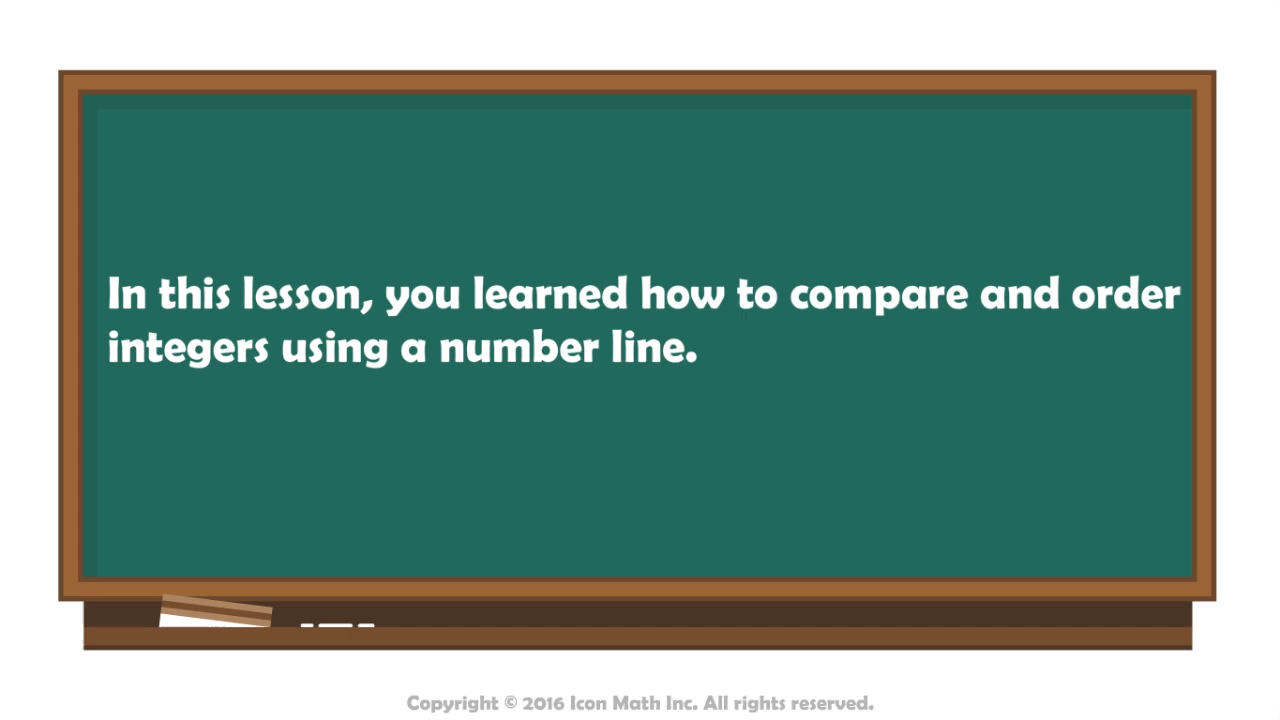 In this lesson, you learned how to compare and order
integers using a number line.
Copyright © 2016 Icon Math Inc. All rights reserved.